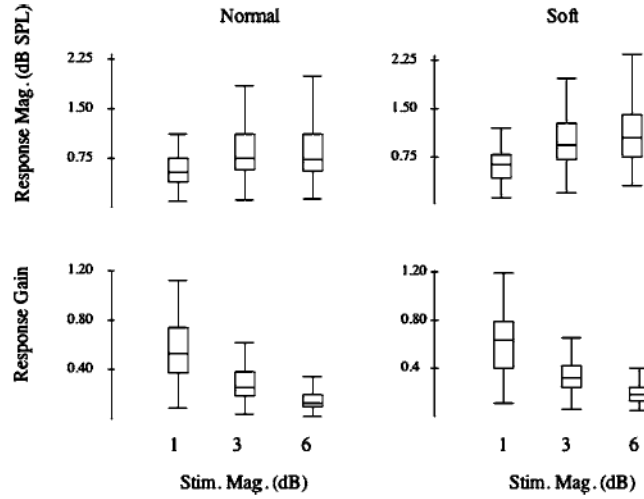 Normal
Soft
Response Mag. (dB SPL)
2.25
1.50
0.75
2.25
1.50
0.75
Response Gain
1.20
0.80
0.40
1.20
0.80
0.4
1 3 6
1 3 6
Stim. Mag. (dB)
Stim. Mag. (dB)